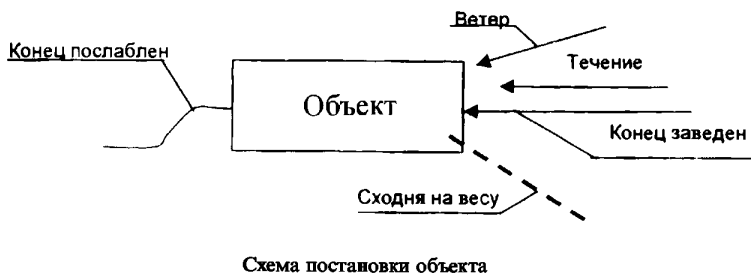 Ветер
Конец послаблен
Течение
Объект
Конец заведен
Сходня на весу
Схема постановки объекта